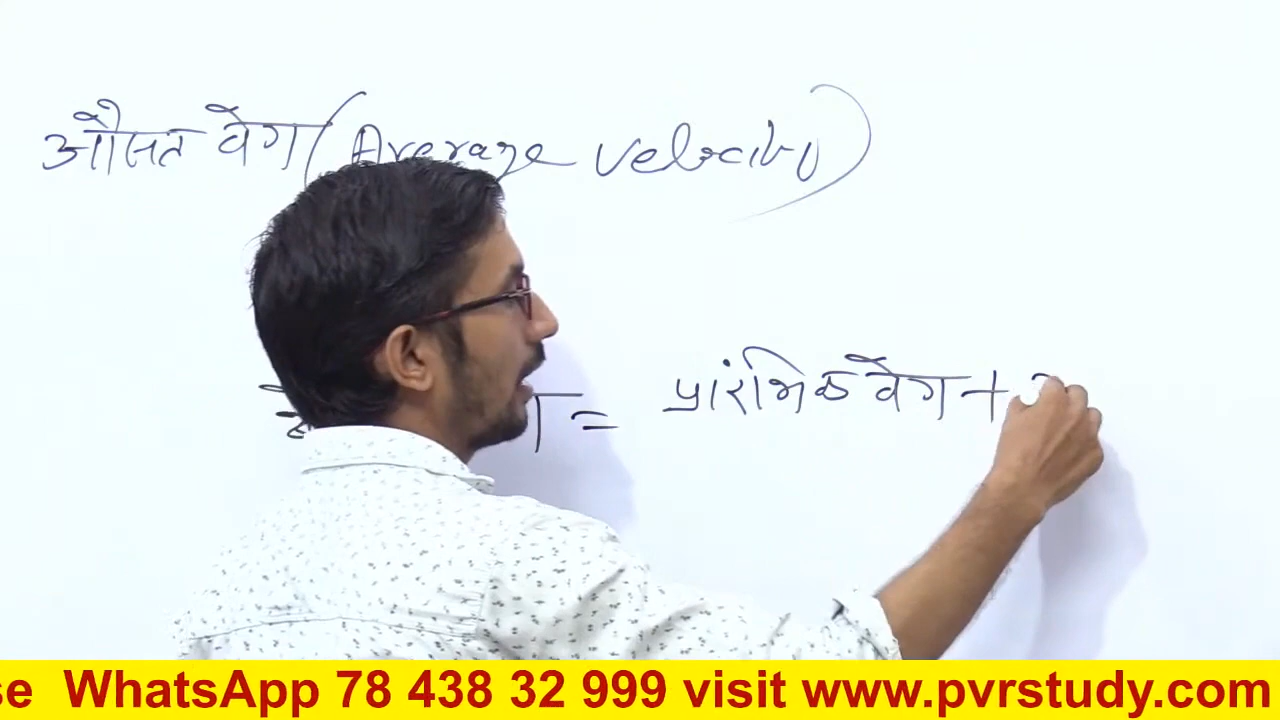 औसत वेग (Average velocity)
= प्रारंभिक वेग +
se WhatsApp 78 438 32 999 visit www.pvrstudy.com